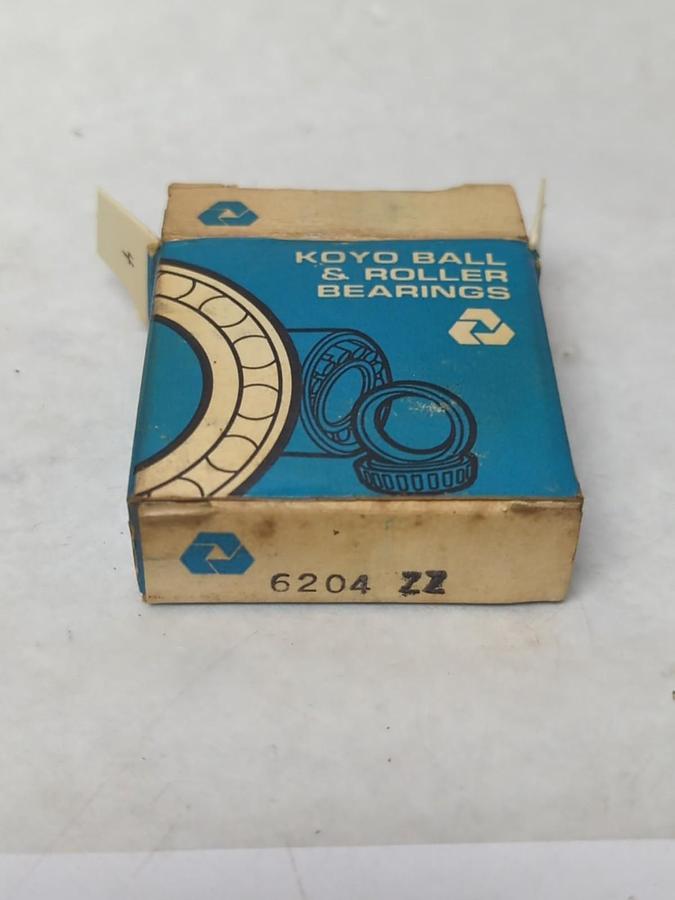 KOYO BALL
& ROLLER
BEARINGS
6204 ZZ